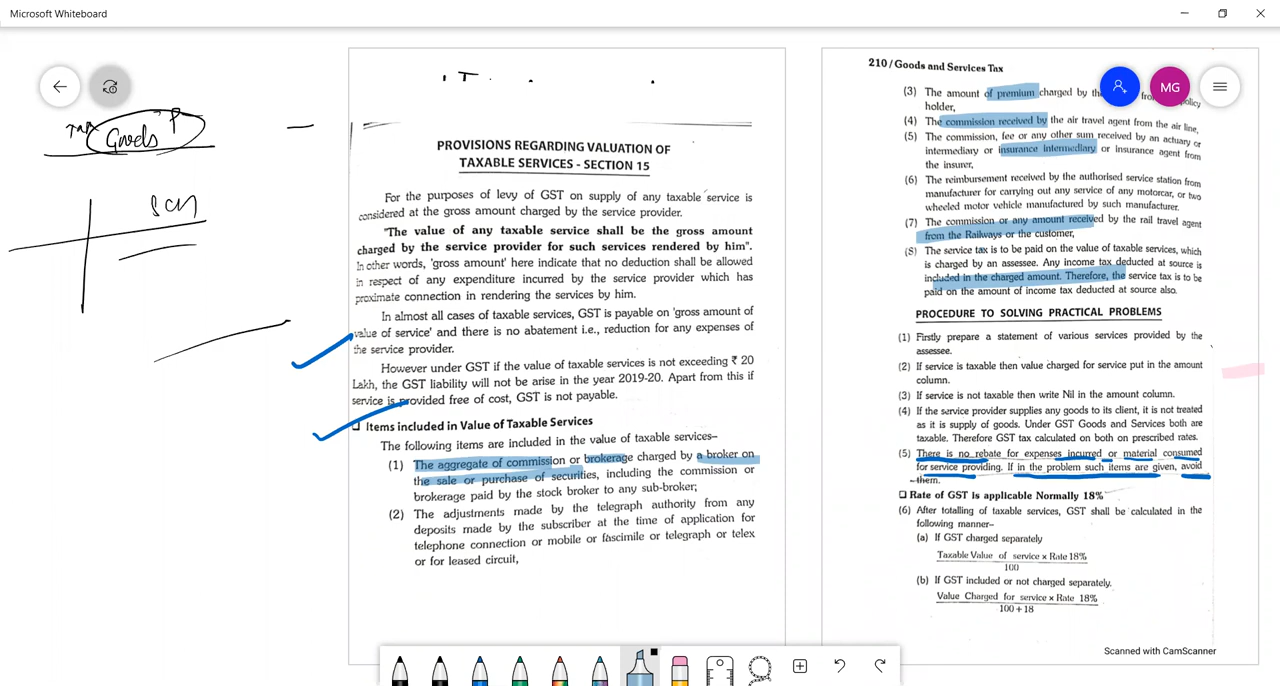 Microsoft Whiteboard
MG
Goods
PROVISIONS REGARDING VALUATION OF
TAXABLE SERVICES - SECTION 15
For the purposes of levy of GST on supply of any taxable service is
considered at the gross amount charged by the service provider.
"The value of any taxable service shall be the gross amount
charged by the service provider for such services rendered by him".
In other words, 'gross amount' here indicate that no deduction shall be allowed
in respect of any expenditure incurred by the service provider which has
proximate connection in rendering the services by him.
In almost all cases of taxable services, GST is payable on 'gross amount of
value of service' and there is no abatement i.e., reduction for any expenses of
the service provider.
However under GST if the value of taxable services is not exceeding ₹ 20
Lakh, the GST liability will not be arise in the year 2019-20. Apart from this if
service is provided free of cost, GST is not payable.
❑ Items included in Value of Taxable Services
The following items are included in the value of taxable services–
(1) The aggregate of commission or brokerage charged by a broker on
the sale or purchase of securities, including the commission or
brokerage paid by the stock broker to any sub-broker;
(2) The adjustments made by the telegraph authority from any
deposits made by the subscriber at the time of application for
telephone connection or mobile or fascimile or telegraph or telex
or for leased circuit,
210/Goods and Services Tax
(3) The amount of premium charged by the from policy
holder,
(4) The commission received by the air travel agent from the air line,
(5) The commission, fee or any other sum received by an actuary or
intermediary or insurance intermediary or insurance agent from
the insurer,
(6) The reimbursement received by the authorised service station from
manufacturer for carrying out any service of any motorcar, or two
wheeled motor vehicle manufactured by such manufacturer.
(7) The commission or any amount received by the rail travel agent
from the Railways or the customer,
(8) The service tax is to be paid on the value of taxable services, which
is charged by an assessee. Any income tax deducted at source is
included in the charged amount. Therefore, the service tax is to be
paid on the amount of income tax deducted at source also.
PROCEDURE TO SOLVING PRACTICAL PROBLEMS
(1) Firstly prepare a statement of various services provided by the
assessee.
(2) If service is taxable then value charged for service put in the amount
column.
(3) If service is not taxable then write Nil in the amount column.
(4) If the service provider supplies any goods to its client, it is not treated
as it is supply of goods. Under GST Goods and Services both are
taxable. Therefore GST tax calculated on both on prescribed rates.
(5) There is no rebate for expenses incurred or material consumed
for service providing. If in the problem such items are given, avoid
them.
❑ Rate of GST is applicable Normally 18%
(6) After totalling of taxable services, GST shall be calculated in the
following manner–
(a) If GST charged separately
Taxable Value of service × Rate 18%
100
(b) If GST included or not charged separately.
Value Charged for service × Rate 18%
100 + 18
Scanned with CamScanner